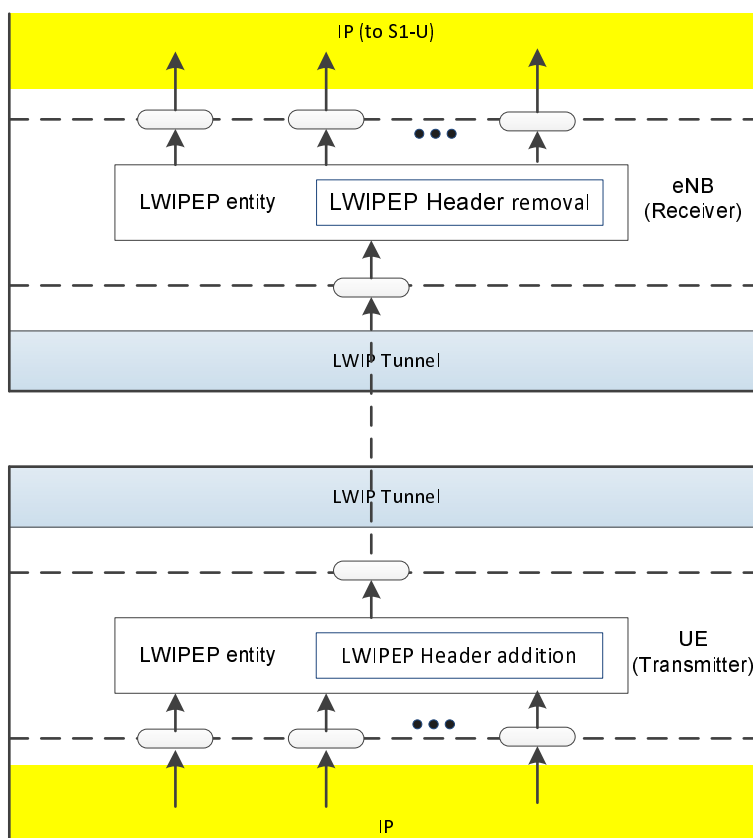 IP (to S1-U)
LWIPEP entity
LWIPEP Header removal
eNB
(Receiver)
LWIP Tunnel
LWIP Tunnel
LWIPEP entity
LWIPEP Header addition
UE
(Transmitter)
IP